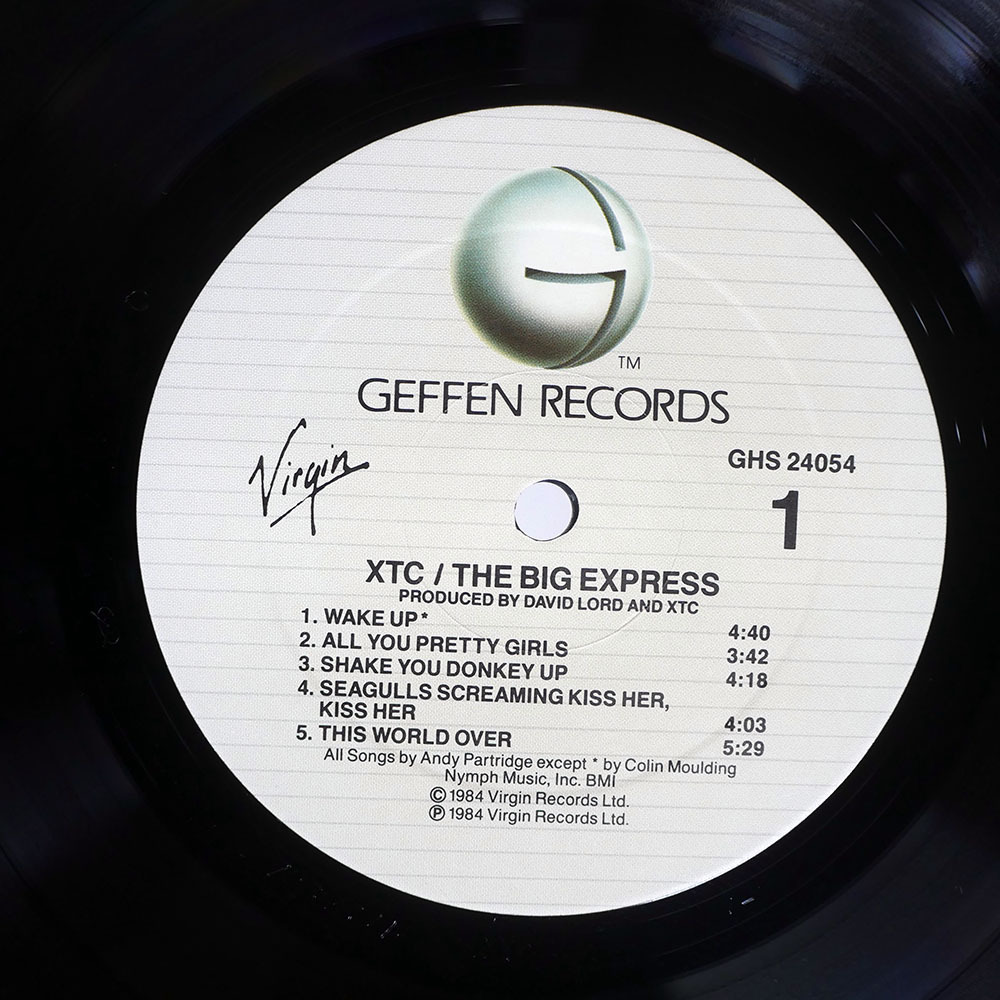 TM
GEFFEN RECORDS
Virgin
GHS 24054
1
XTC / THE BIG EXPRESS
PRODUCED BY DAVID LORD AND XTC
1. WAKE UP* 4:40
2. ALL YOU PRETTY GIRLS 3:42
3. SHAKE YOU DONKEY UP 4:18
4. SEAGULLS SCREAMING KISS HER,
KISS HER 4:03
5. THIS WORLD OVER 5:29
All Songs by Andy Partridge except * by Colin Moulding
Nymph Music, Inc. BMI
© 1984 Virgin Records Ltd.
℗ 1984 Virgin Records Ltd.